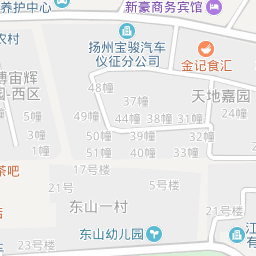 养护中心
新豪商务宾馆
农村
扬州宝骏汽车
仪征分公司
金记食汇
博宙辉
园-西区
48幢
37幢
天地嘉园
24幢
49幢
44幢
38幢
31幢
5幢
50幢
39幢
32幢
3幢
51幢
45幢
40幢
1幢
17号楼
茶吧
21号
5号楼
东山一村
东山幼儿园
23号楼
21号楼
江
有